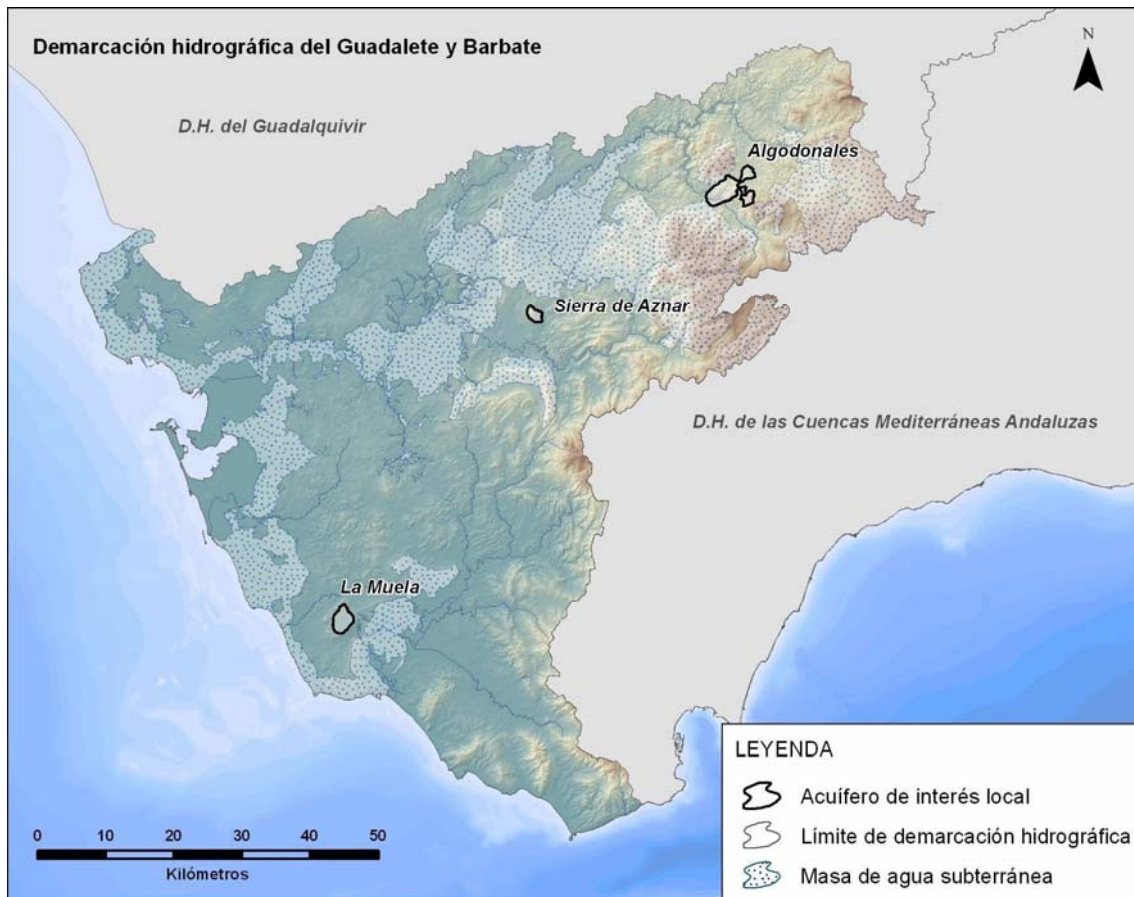 Demarcación hidrográfica del Guadalete y Barbate
N
D.H. del Guadalquivir
Algodonales
Sierra de Aznar
D.H. de las Cuencas Mediterráneas Andaluzas
La Muela
LEYENDA
Acuífero de interés local
Límite de demarcación hidrográfica
Masa de agua subterránea
0 10 20 30 40 50
Kilómetros